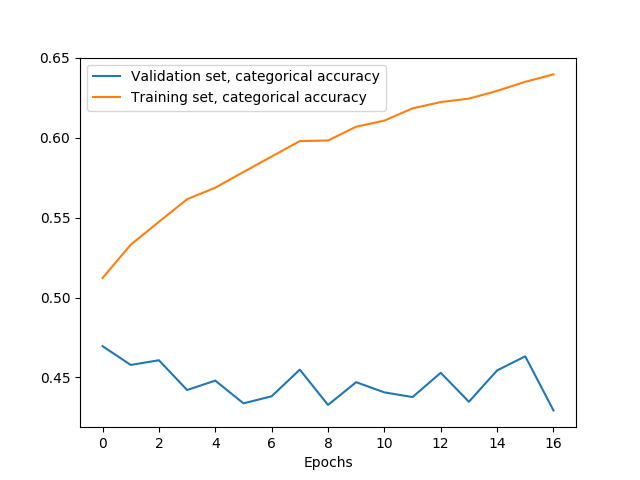 0.65
0.60
0.55
0.50
0.45
Validation set, categorical accuracy
Training set, categorical accuracy
0 2 4 6 8 10 12 14 16
Epochs